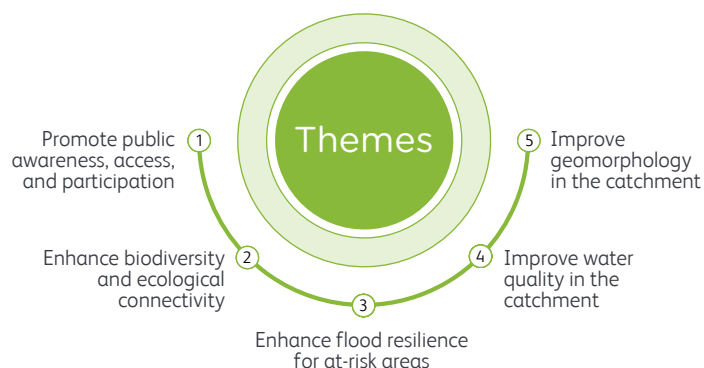 Themes
1
Promote public
awareness, access,
and participation
2
Enhance biodiversity
and ecological
connectivity
3
Enhance flood resilience
for at-risk areas
4
Improve water
quality in the
catchment
5
Improve
geomorphology
in the catchment